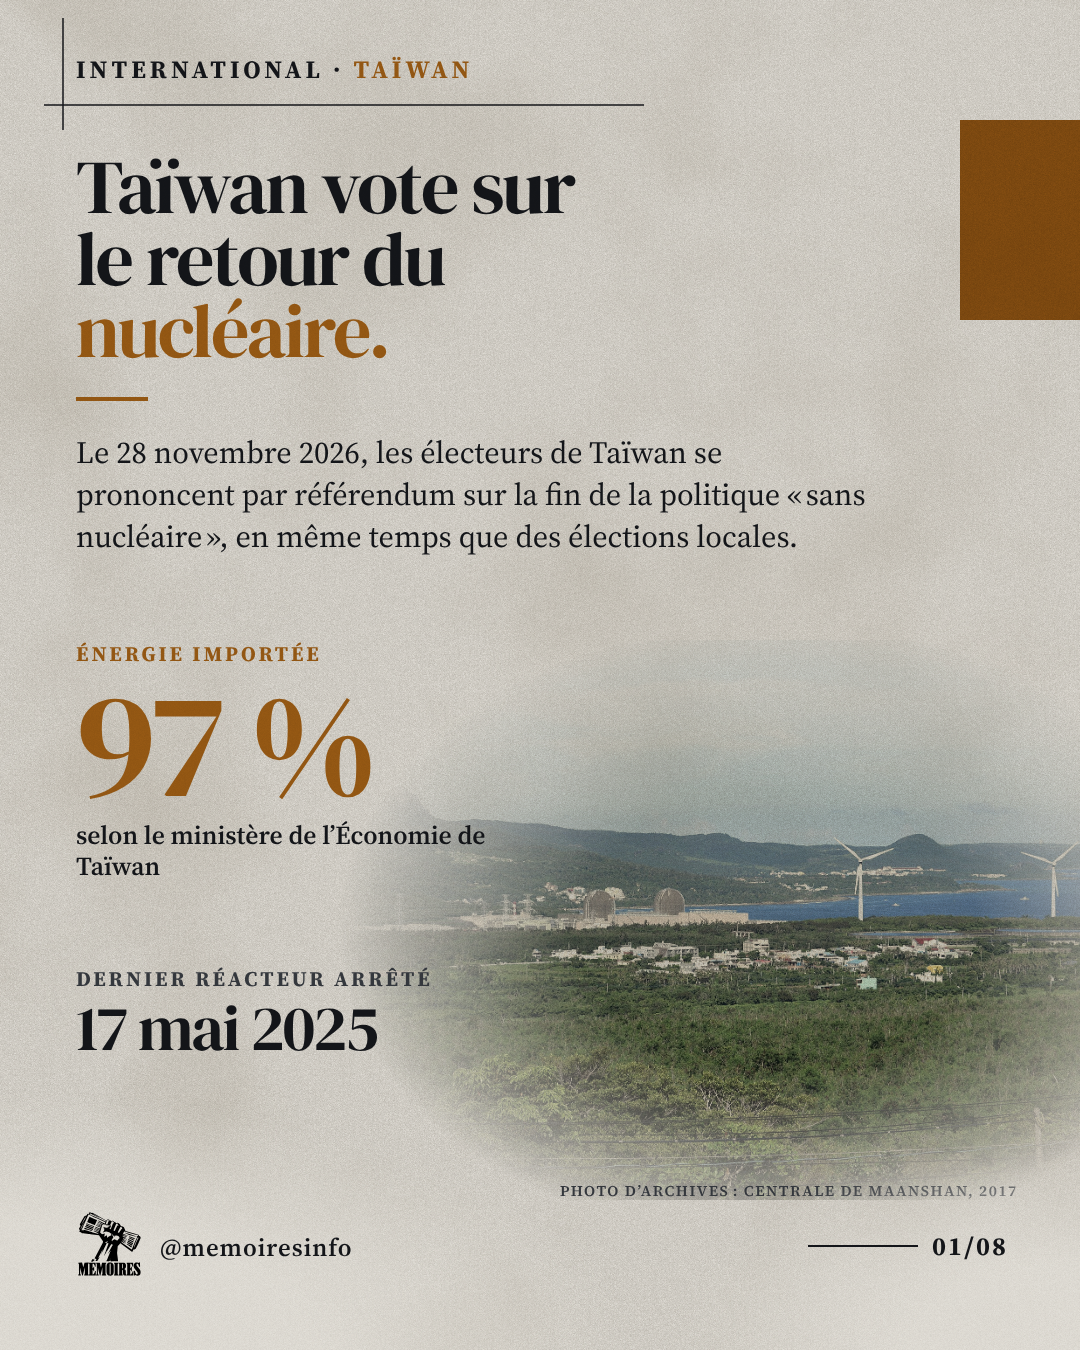 INTERNATIONAL · TAÏWAN
Taïwan vote sur
le retour du
nucléaire.
Le 28 novembre 2026, les électeurs de Taïwan se
prononcent par référendum sur la fin de la politique « sans
nucléaire », en même temps que des élections locales.
ÉNERGIE IMPORTÉE
97 %
selon le ministère de l’Économie de
Taïwan
DERNIER RÉACTEUR ARRÊTÉ
17 mai 2025
PHOTO D’ARCHIVES : CENTRALE DE MAANSHAN, 2017
MÉMOIRES
@memoiresinfo
01/08